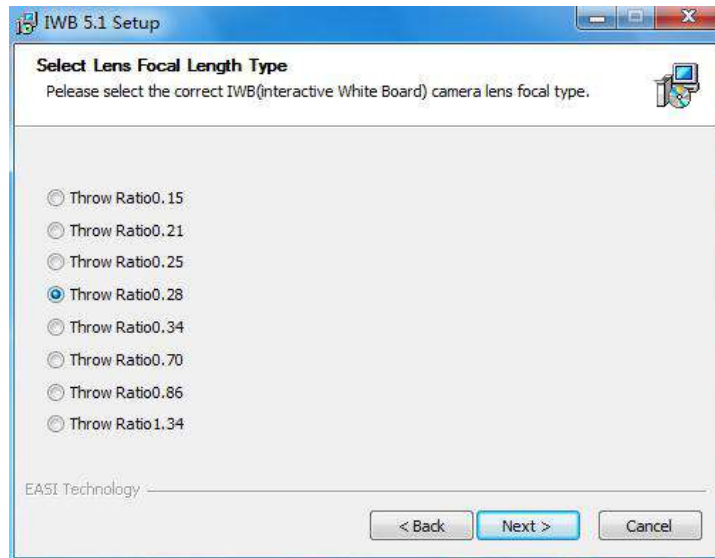 IWB 5.1 Setup
Select Lens Focal Length Type
Pelease select the correct IWB(interactive White Board) camera lens focal type.
Throw Ratio0.15
Throw Ratio0.21
Throw Ratio0.25
Throw Ratio0.28
Throw Ratio0.34
Throw Ratio0.70
Throw Ratio0.86
Throw Ratio1.34
EASI Technology
< Back Next > Cancel